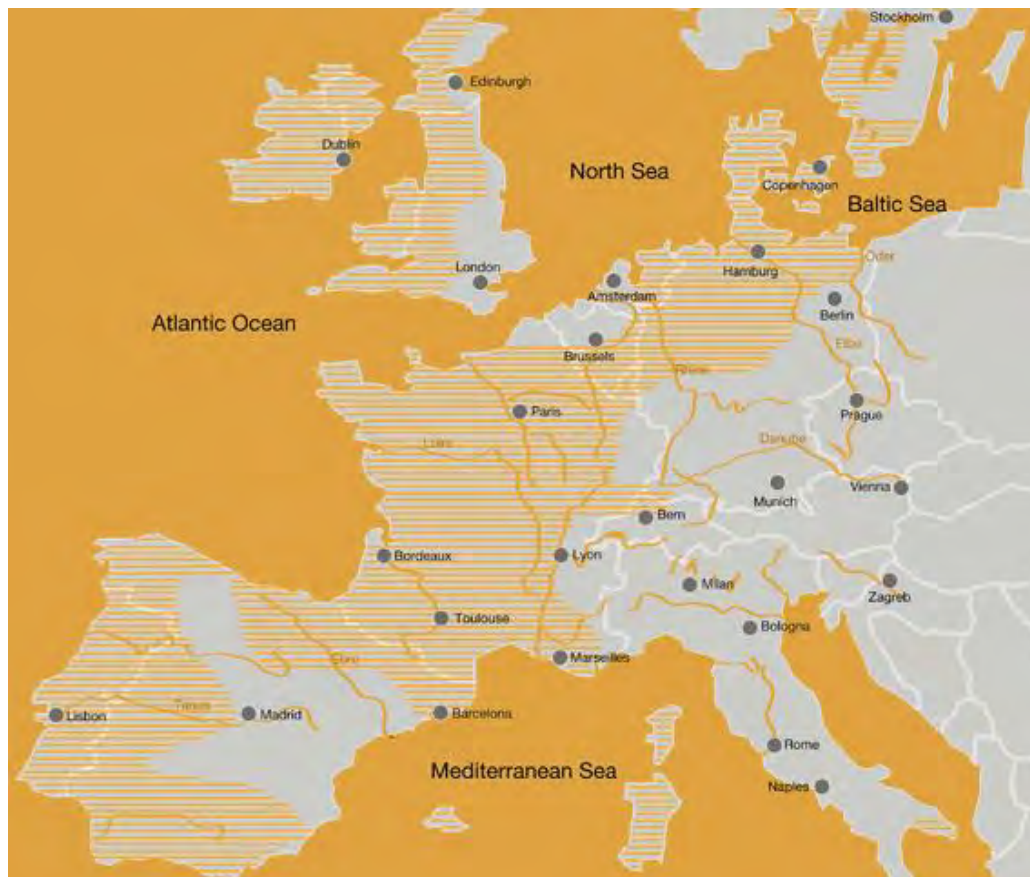 Stockholm
Edinburgh
Dublin
North Sea
Copenhagen
Baltic Sea
London
Hamburg
Oder
Amsterdam
Berlin
Atlantic Ocean
Brussels
Elbe
Rhine
Paris
Prague
Loire
Danube
Munich
Vienna
Bern
Bordeaux
Lyon
Milan
Zagreb
Toulouse
Bologna
Ebro
Marseilles
Lisbon
Madrid
Barcelona
Rome
Mediterranean Sea
Naples